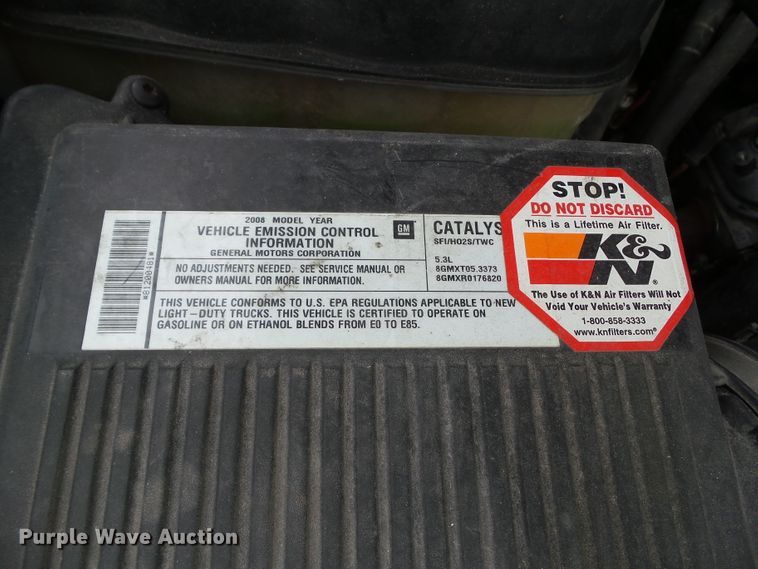 *81200481*
2008 MODEL YEAR
VEHICLE EMISSION CONTROL
INFORMATION
GENERAL MOTORS CORPORATION
GM
NO ADJUSTMENTS NEEDED. SEE SERVICE MANUAL OR
OWNERS MANUAL FOR MORE INFORMATION.
CATALYS
SFI/HO2S/TWC
5.3L
8GMXT05.3373
8GMXR0176820
THIS VEHICLE CONFORMS TO U.S. EPA REGULATIONS APPLICABLE TO NEW
LIGHT-DUTY TRUCKS. THIS VEHICLE IS CERTIFIED TO OPERATE ON
GASOLINE OR ON ETHANOL BLENDS FROM E0 TO E85.
STOP!
DO NOT DISCARD
This is a Lifetime Air Filter.
K&N
The Use of K&N Air Filters Will Not
Void Your Vehicle's Warranty
1-800-858-3333
www.knfilters.com®
Purple Wave Auction